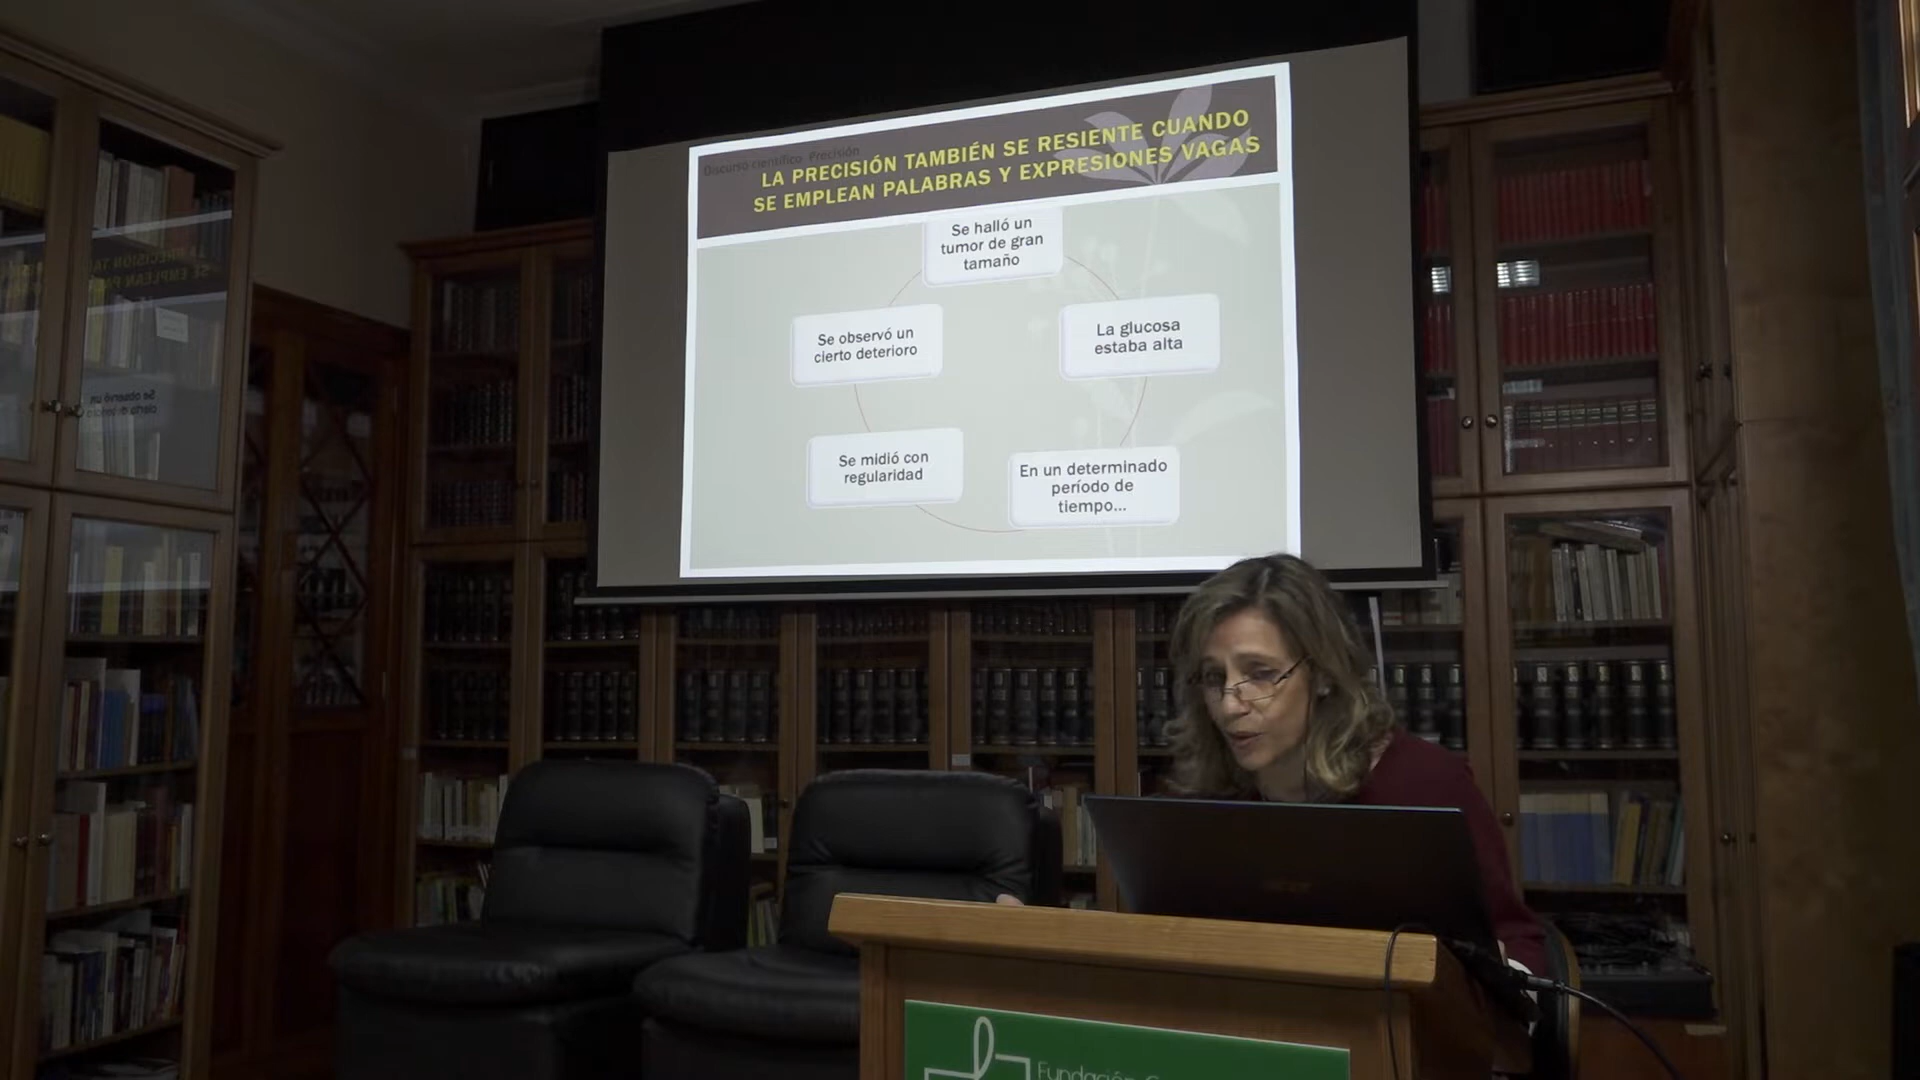 Discurso científico. Precisión
LA PRECISIÓN TAMBIÉN SE RESIENTE CUANDO
SE EMPLEAN PALABRAS Y EXPRESIONES VAGAS
Se halló un
tumor de gran
tamaño
Se observó un
cierto deterioro
La glucosa
estaba alta
Se midió con
regularidad
En un determinado
período de
tiempo...
Fundación